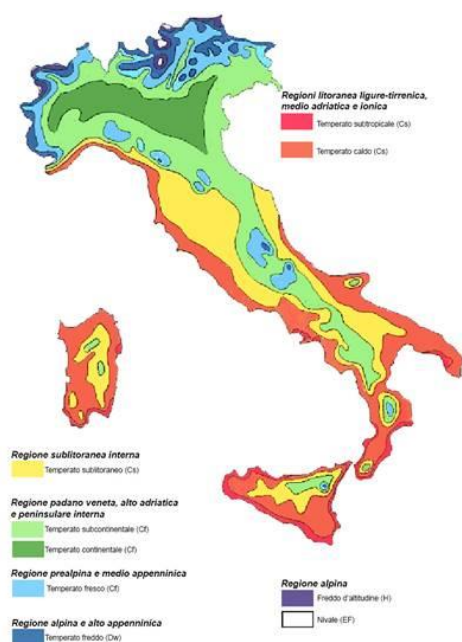 Regioni litoranea ligure-tirrenica,
medio adriatica e ionica
Temperato subtropicale (Cs)
Temperato caldo (Cs)
Regione sublitoranea interna
Temperato sublitoraneo (Cs)
Regione padano veneta, alto adriatica
e peninsulare interna
Temperato subcontinentale (Cf)
Temperato continentale (Cf)
Regione prealpina e medio appenninica
Temperato fresco (Cf)
Regione alpina e alto appenninica
Temperato freddo (Dw)
Regione alpina
Freddo d'altitudine (H)
Nivale (EF)